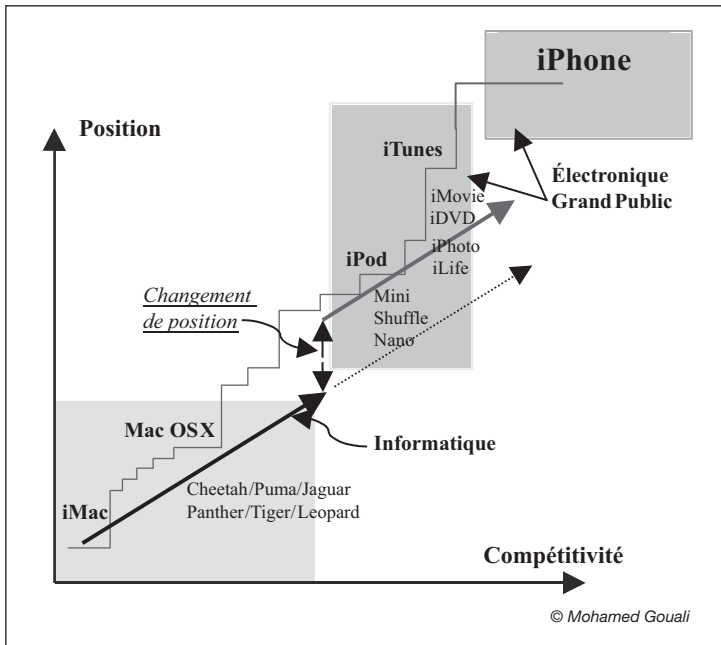 iPhone
Position
iTunes
Électronique
Grand Public
iMovie
iDVD
iPod
iPhoto
iLife
Changement
de position
Mini
Shuffle
Nano
Mac OSX
Informatique
Cheetah/Puma/Jaguar
Panther/Tiger/Leopard
iMac
Compétitivité
© Mohamed Gouali